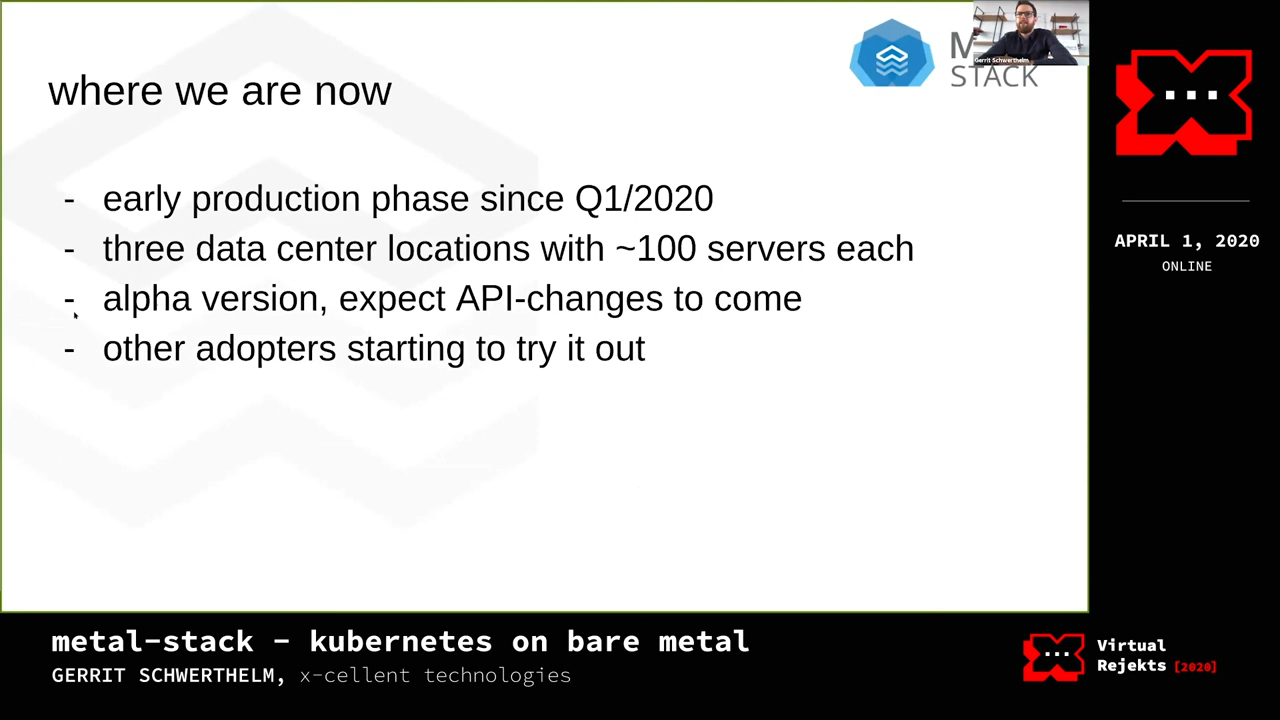 where we are now
M
STACK
Gerrit Schwertheim
- early production phase since Q1/2020
- three data center locations with ~100 servers each
- alpha version, expect API-changes to come
- other adopters starting to try it out
APRIL 1, 2020
ONLINE
metal-stack - kubernetes on bare metal
GERRIT SCHWERTHELM, x-cellent technologies
Virtual
Rejekts [2020]